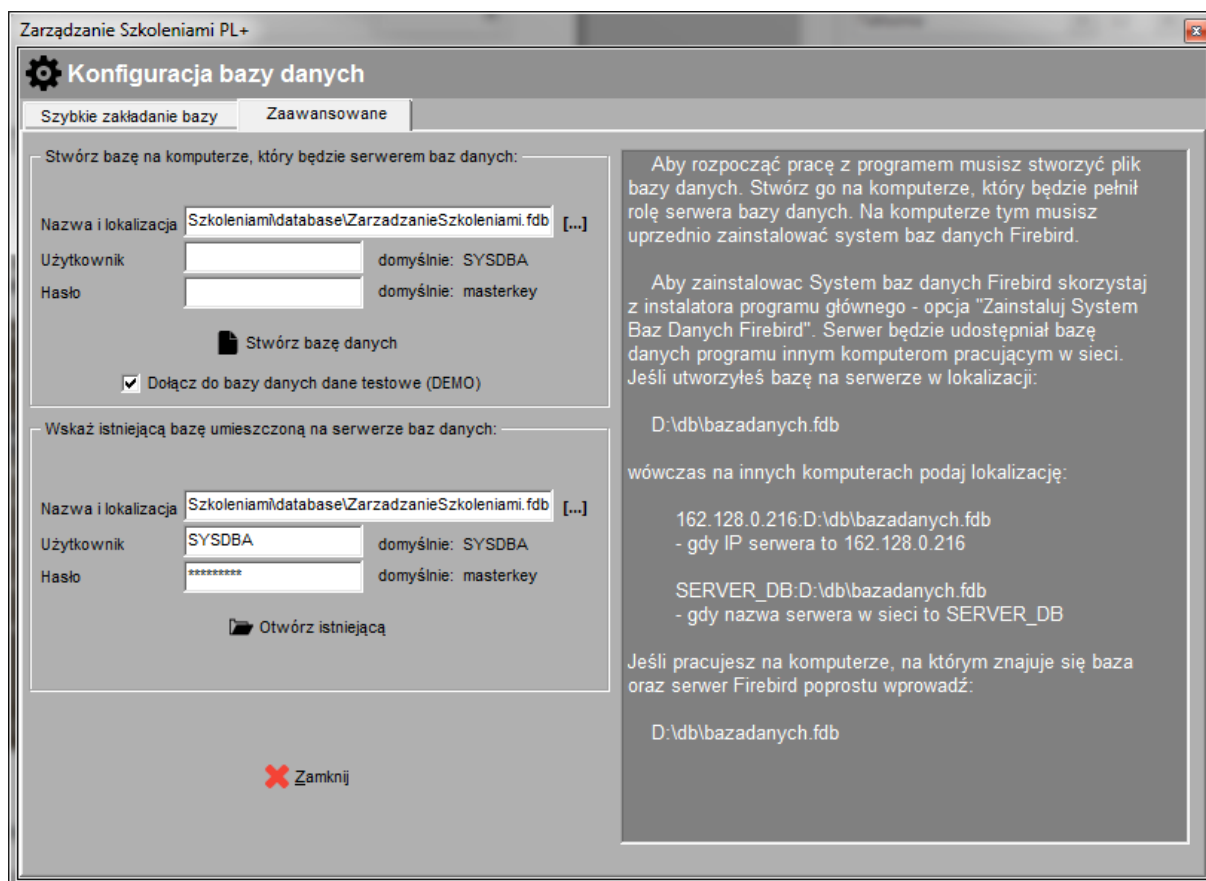 Zarządzanie Szkoleniami PL+
Konfiguracja bazy danych
Szybkie zakładanie bazy
Zaawansowane
Stwórz bazę na komputerze, który będzie serwerem baz danych:
Nazwa i lokalizacja Szkoleniami\database\ZarzadzanieSzkoleniami.fdb [...]
Użytkownik domyślnie: SYSDBA
Hasło domyślnie: masterkey
Stwórz bazę danych
Dołącz do bazy danych dane testowe (DEMO)
Wskaż istniejącą bazę umieszczoną na serwerze baz danych:
Nazwa i lokalizacja Szkoleniami\database\ZarzadzanieSzkoleniami.fdb [...]
Użytkownik SYSDBA domyślnie: SYSDBA
Hasło ********* domyślnie: masterkey
Otwórz istniejącą
Zamknij
Aby rozpocząć pracę z programem musisz stworzyć plik
bazy danych. Stwórz go na komputerze, który będzie pełnił
rolę serwera bazy danych. Na komputerze tym musisz
uprzednio zainstalować system baz danych Firebird.
Aby zainstalowac System baz danych Firebird skorzystaj
z instalatora programu głównego - opcja "Zainstaluj System
Baz Danych Firebird". Serwer będzie udostępniał bazę
danych programu innym komputerom pracującym w sieci.
Jeśli utworzyłeś bazę na serwerze w lokalizacji:
D:\db\bazadanych.fdb
wówczas na innych komputerach podaj lokalizację:
162.128.0.216:D:\db\bazadanych.fdb
- gdy IP serwera to 162.128.0.216
SERVER_DB:D:\db\bazadanych.fdb
- gdy nazwa serwera w sieci to SERVER_DB
Jeśli pracujesz na komputerze, na którym znajuje się baza
oraz serwer Firebird poprostu wprowadź:
D:\db\bazadanych.fdb